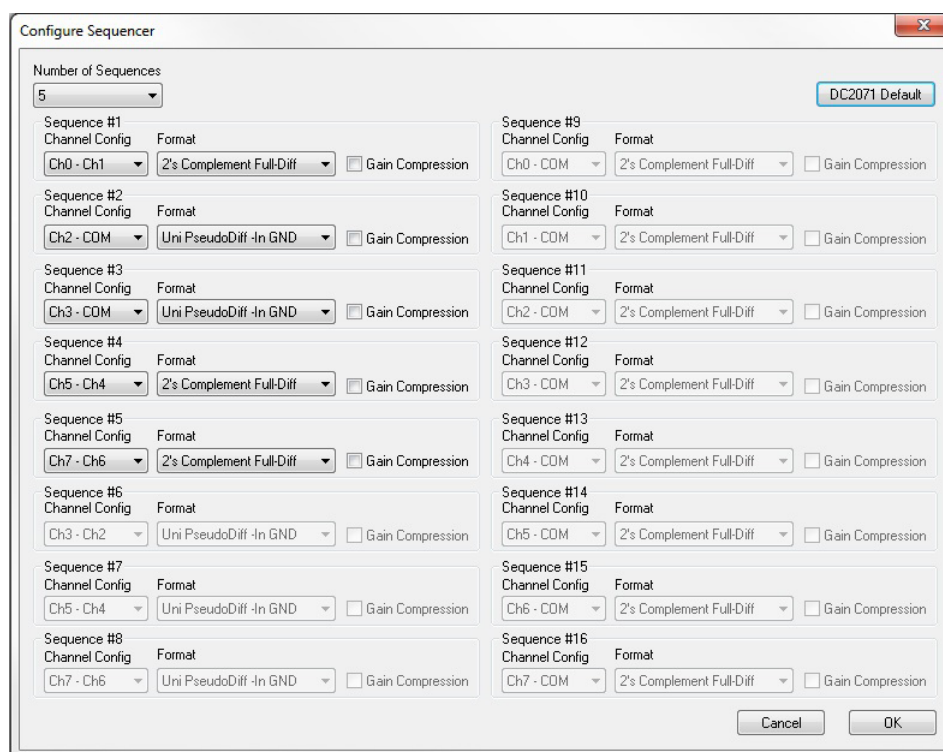 Configure Sequencer
x
Number of Sequences
5
DC2071 Default
Sequence #1
Channel Config Format
Ch0 - Ch1 2's Complement Full-Diff Gain Compression
Sequence #2
Channel Config Format
Ch2 - COM Uni PseudoDiff -In GND Gain Compression
Sequence #3
Channel Config Format
Ch3 - COM Uni PseudoDiff -In GND Gain Compression
Sequence #4
Channel Config Format
Ch5 - Ch4 2's Complement Full-Diff Gain Compression
Sequence #5
Channel Config Format
Ch7 - Ch6 2's Complement Full-Diff Gain Compression
Sequence #6
Channel Config Format
Ch3 - Ch2 Uni PseudoDiff -In GND Gain Compression
Sequence #7
Channel Config Format
Ch5 - Ch4 Uni PseudoDiff -In GND Gain Compression
Sequence #8
Channel Config Format
Ch7 - Ch6 Uni PseudoDiff -In GND Gain Compression
Sequence #9
Channel Config Format
Ch0 - COM 2's Complement Full-Diff Gain Compression
Sequence #10
Channel Config Format
Ch1 - COM 2's Complement Full-Diff Gain Compression
Sequence #11
Channel Config Format
Ch2 - COM 2's Complement Full-Diff Gain Compression
Sequence #12
Channel Config Format
Ch3 - COM 2's Complement Full-Diff Gain Compression
Sequence #13
Channel Config Format
Ch4 - COM 2's Complement Full-Diff Gain Compression
Sequence #14
Channel Config Format
Ch5 - COM 2's Complement Full-Diff Gain Compression
Sequence #15
Channel Config Format
Ch6 - COM 2's Complement Full-Diff Gain Compression
Sequence #16
Channel Config Format
Ch7 - COM 2's Complement Full-Diff Gain Compression
Cancel OK